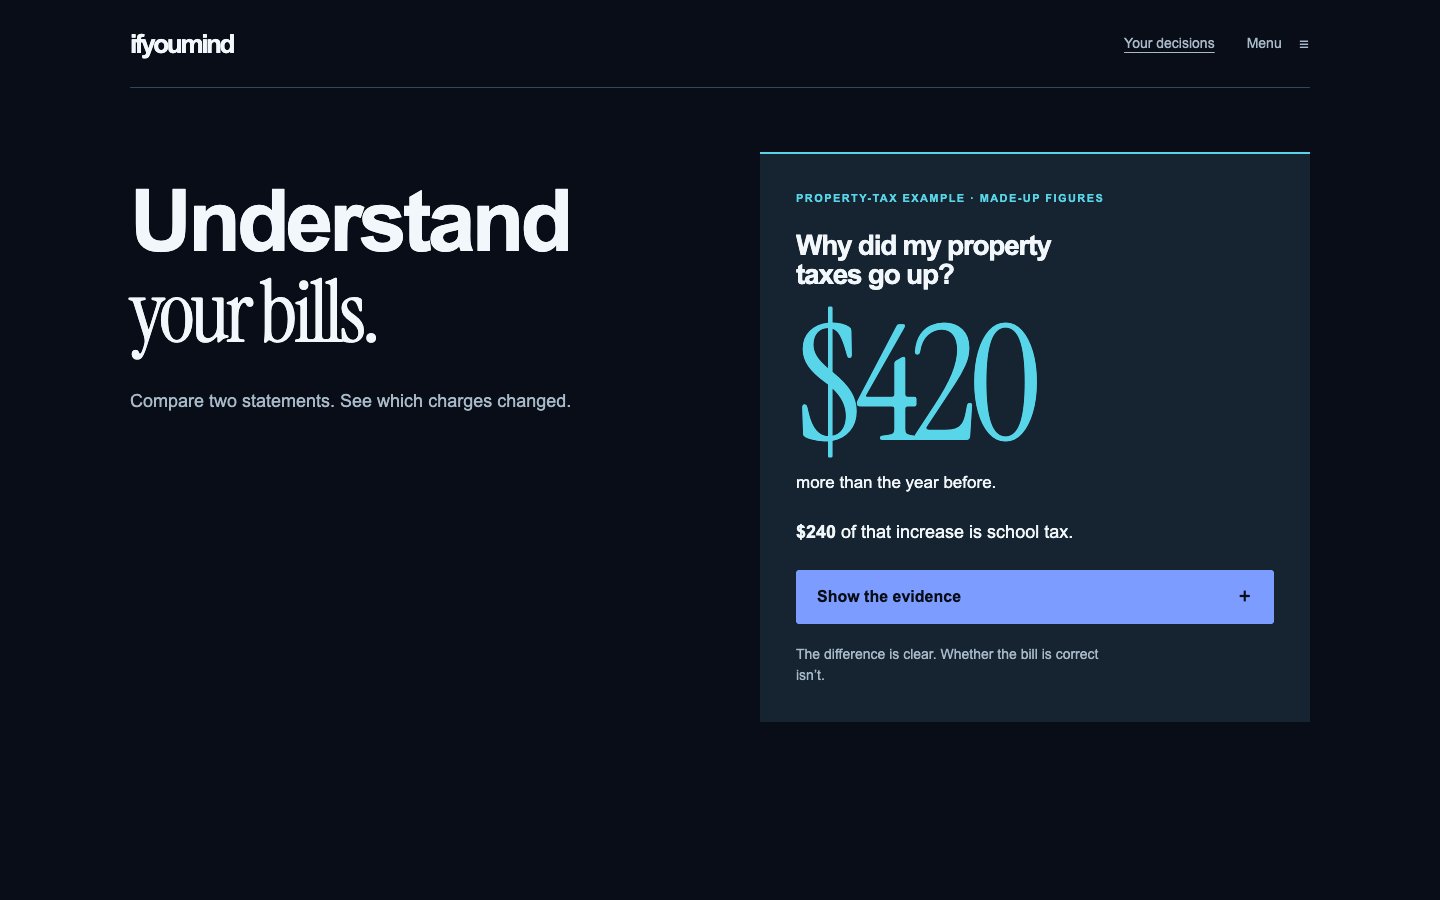 ifyoumind
Your decisions
Menu ≡
Understand
your bills.
Compare two statements. See which charges changed.
PROPERTY-TAX EXAMPLE · MADE-UP FIGURES
Why did my property
taxes go up?
$420
more than the year before.
$240 of that increase is school tax.
Show the evidence +
The difference is clear. Whether the bill is correct
isn’t.